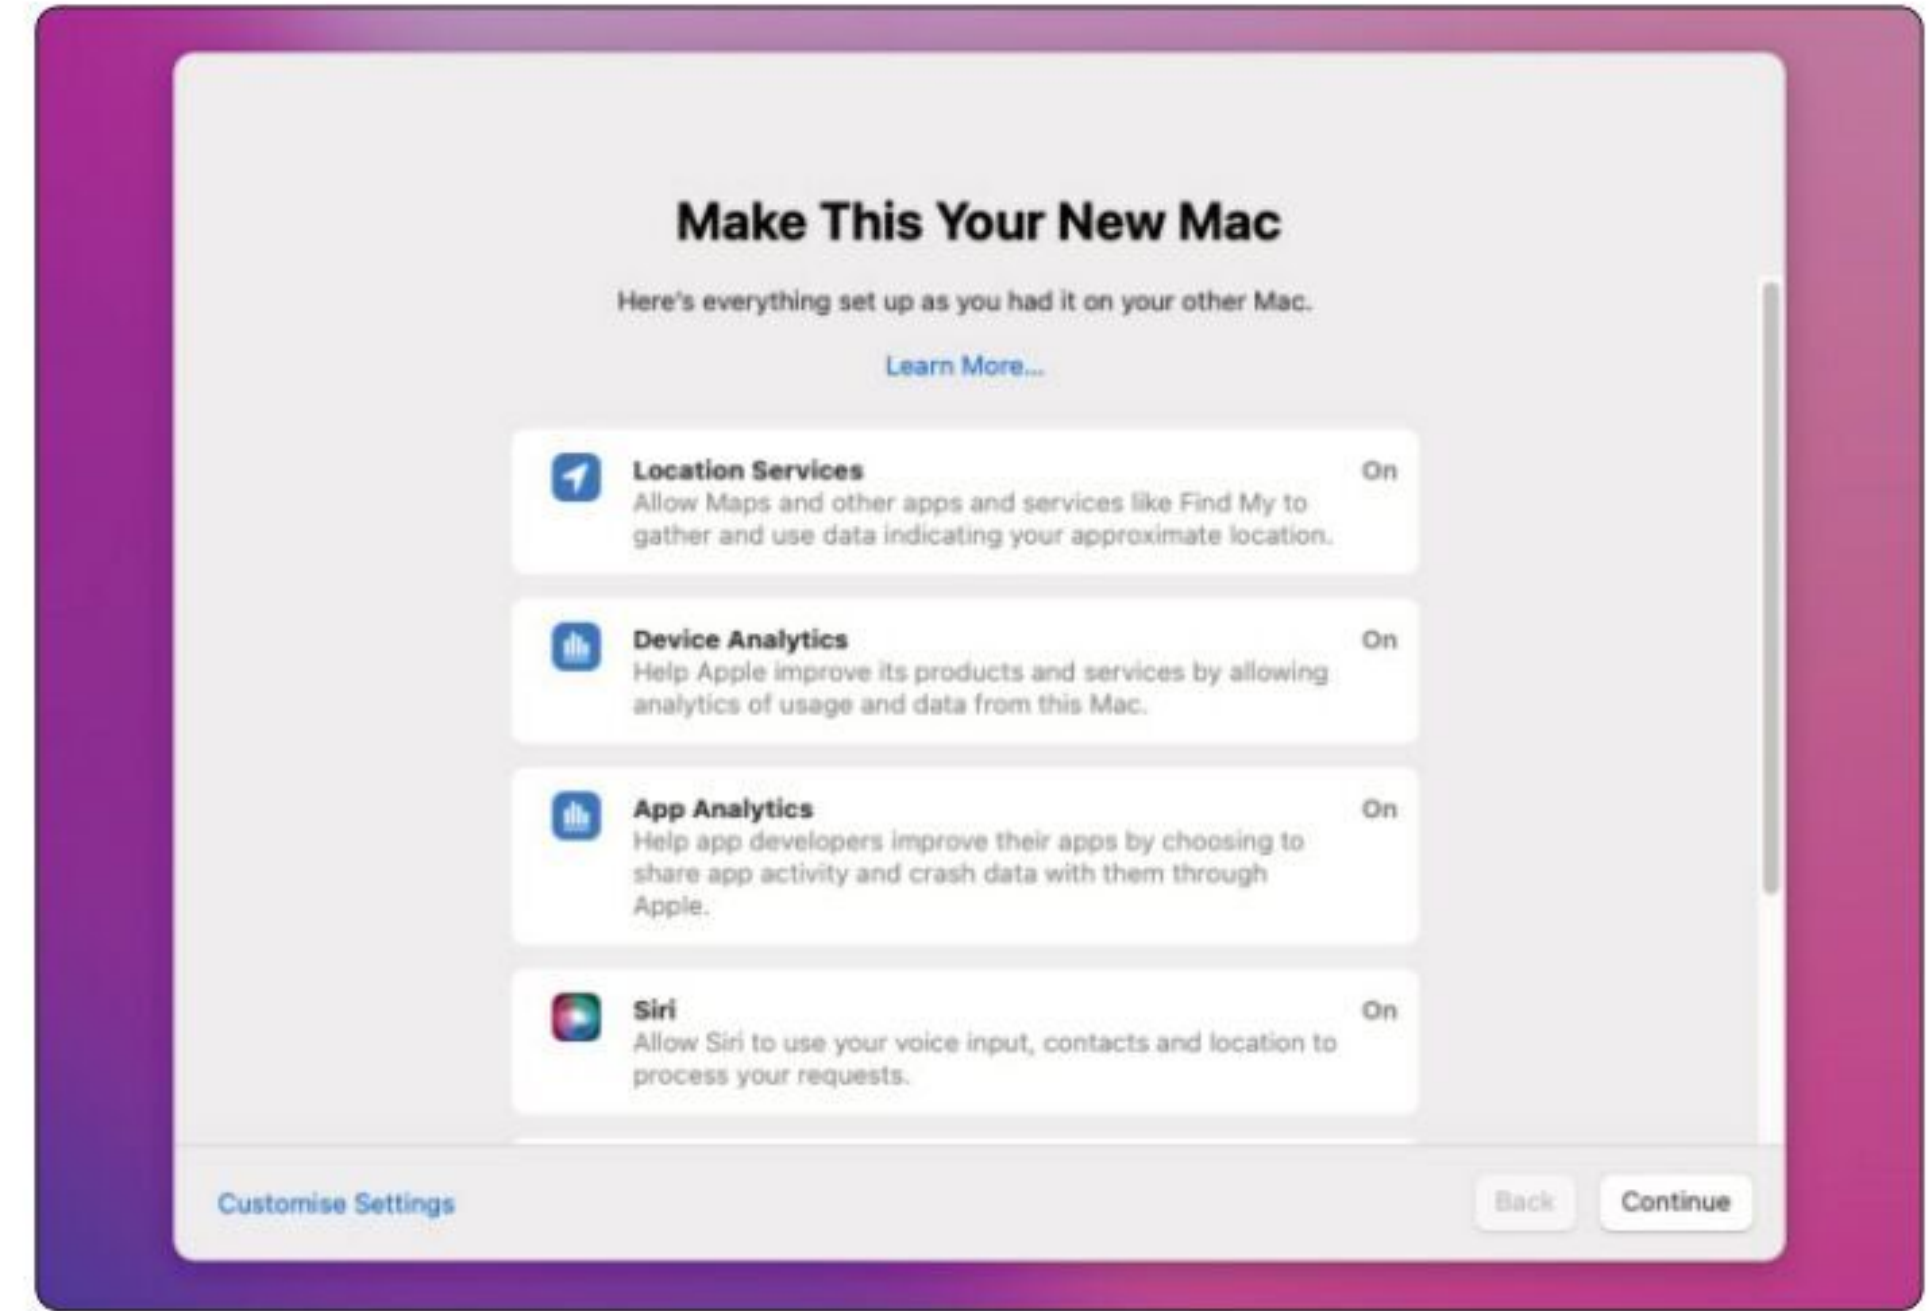 Make This Your New Mac
Here's everything set up as you had it on your other Mac.
Learn More...
Location Services
On
Allow Maps and other apps and services like Find My to
gather and use data indicating your approximate location.
Device Analytics
On
Help Apple improve its products and services by allowing
analytics of usage and data from this Mac.
App Analytics
On
Help app developers improve their apps by choosing to
share app activity and crash data with them through
Apple.
Siri
On
Allow Siri to use your voice input, contacts and location to
process your requests.
Customise Settings
Back
Continue